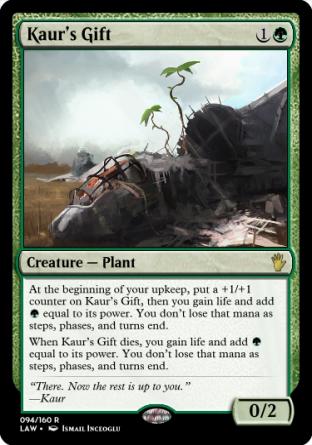 Kaur's Gift 1
Creature — Plant
At the beginning of your upkeep, put a +1/+1
counter on Kaur's Gift, then you gain life and add
equal to its power. You don't lose that mana as
steps, phases, and turns end.
When Kaur's Gift dies, you gain life and add
equal to its power. You don't lose that mana as
steps, phases, and turns end.
"There. Now the rest is up to you."
—Kaur
094/160 R
LAW • Ismail Inceoglu
0/2